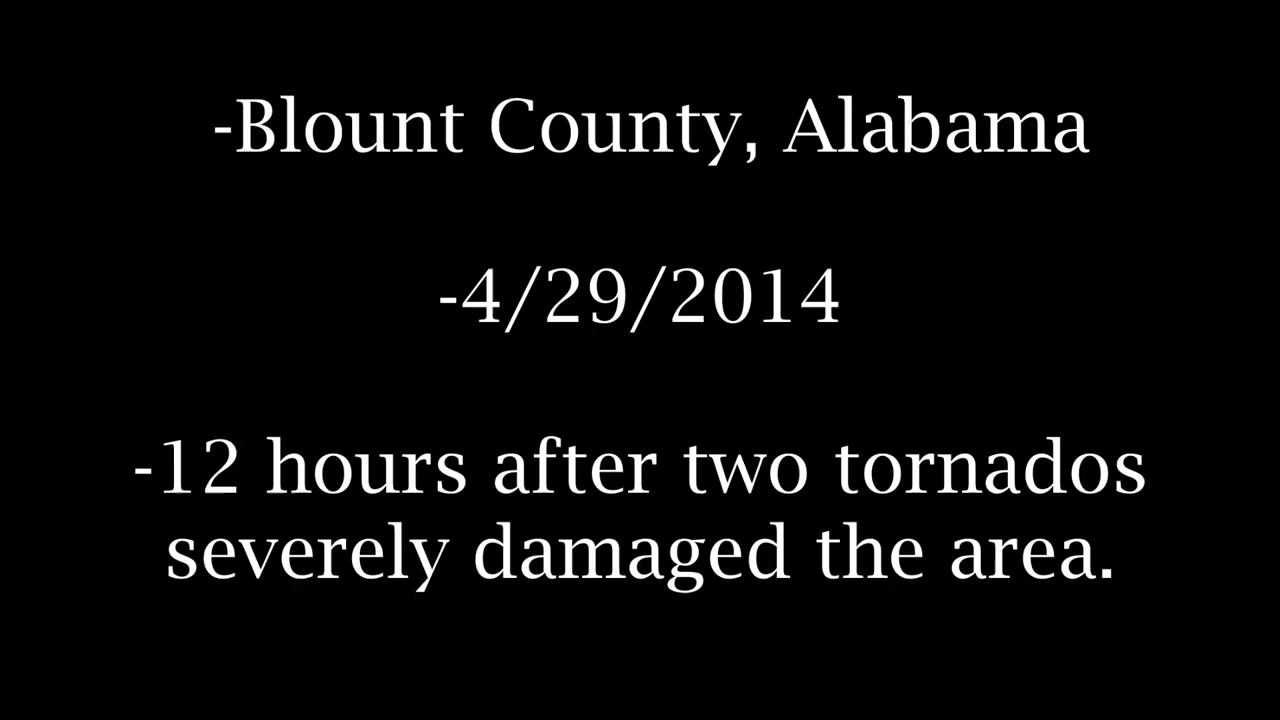 -Blount County, Alabama
-4/29/2014
-12 hours after two tornados
severely damaged the area.